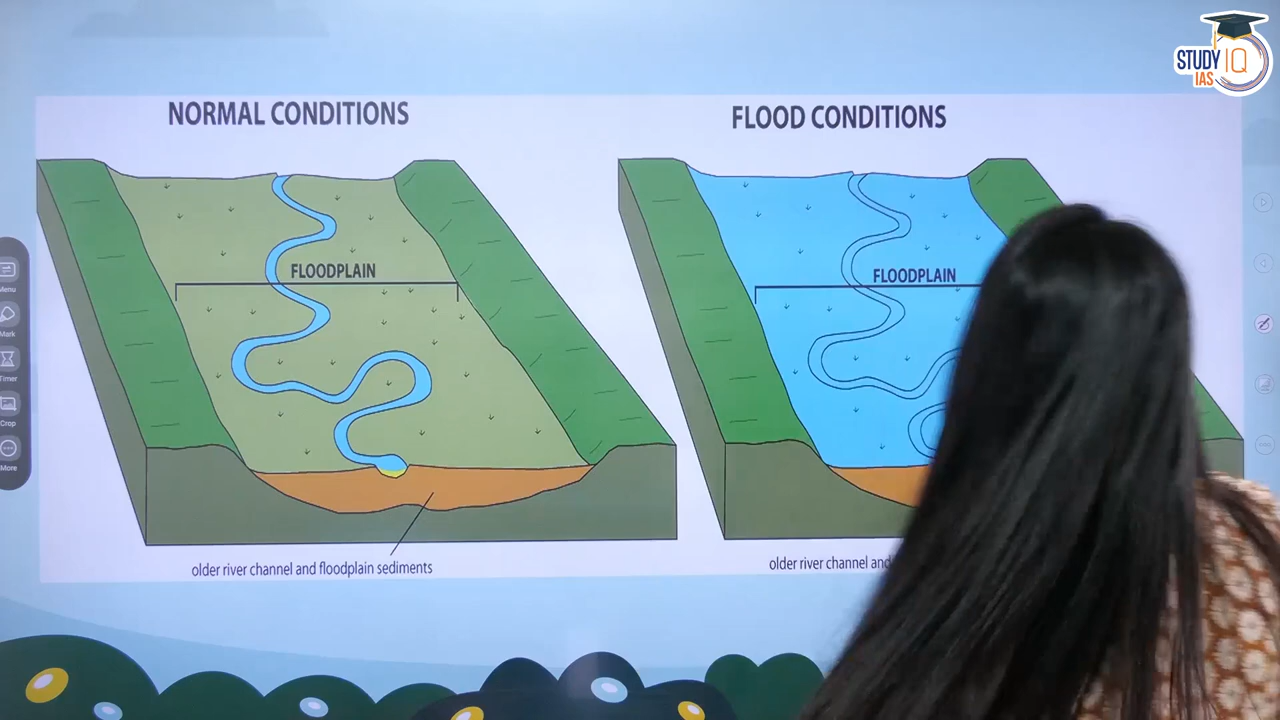 STUDY IQ
IAS
NORMAL CONDITIONS
FLOOD CONDITIONS
FLOODPLAIN
FLOODPLAIN
Menu
Mark
Timer
Crop
More
older river channel and floodplain sediments
older river channel and